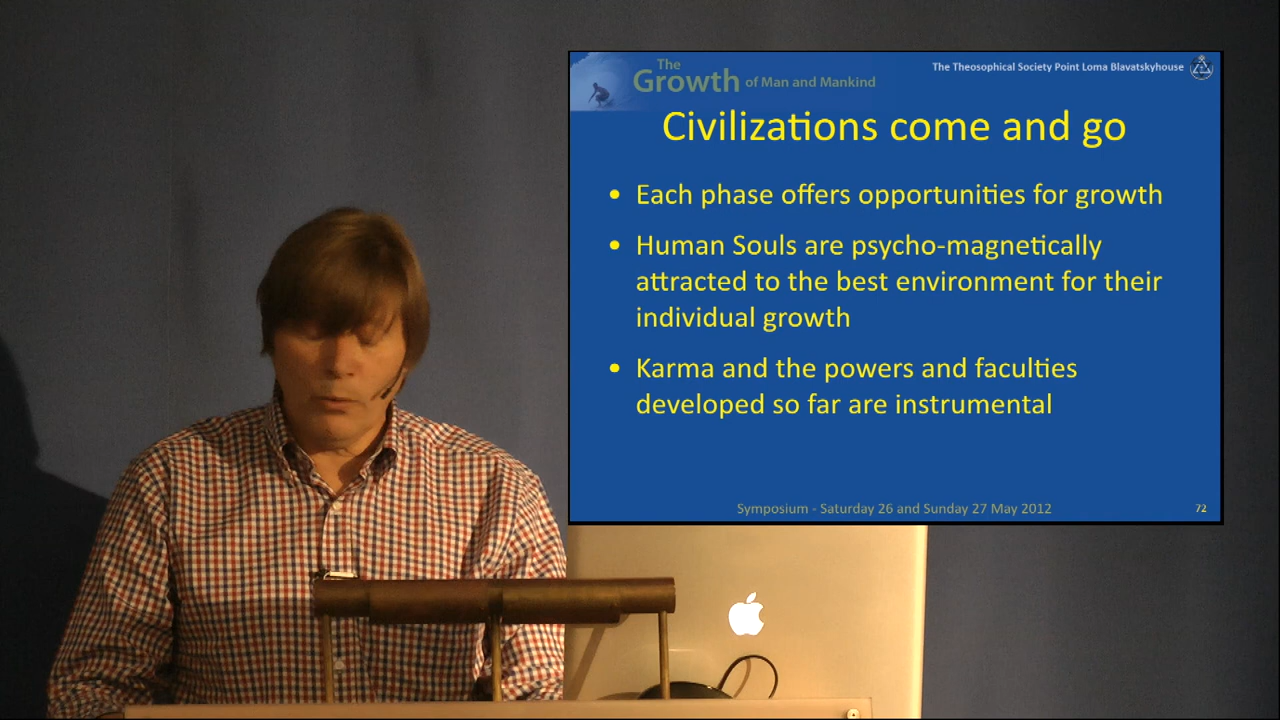 The
Growth of Man and Mankind
The Theosophical Society Point Loma Blavatskyhouse
Civilizations come and go
• Each phase offers opportunities for growth
• Human Souls are psycho-magnetically
attracted to the best environment for their
individual growth
• Karma and the powers and faculties
developed so far are instrumental
Symposium - Saturday 26 and Sunday 27 May 2012
72